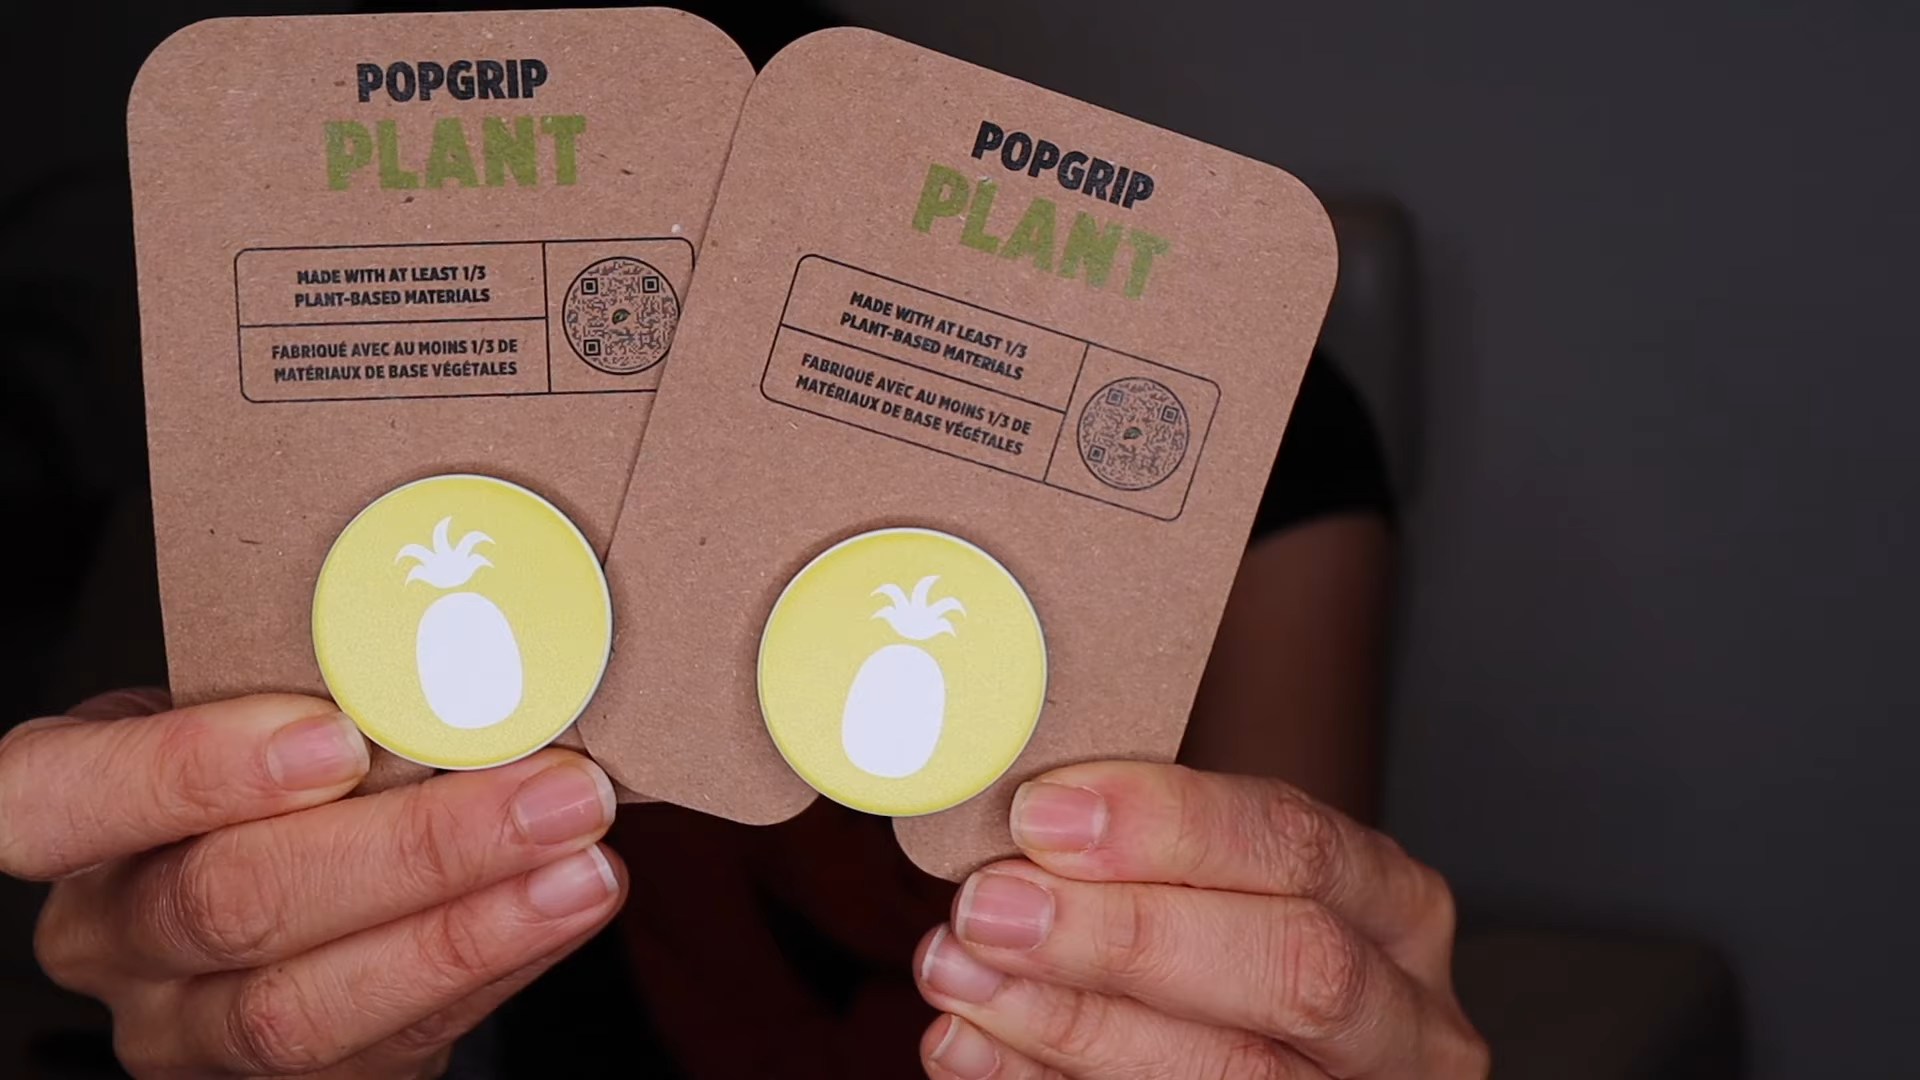 POPGRIP
PLANT
MADE WITH AT LEAST 1/3
PLANT-BASED MATERIALS
FABRIQUÉ AVEC AU MOINS 1/3 DE
MATÉRIAUX DE BASE VÉGÉTALES
POPGRIP
PLANT
MADE WITH AT LEAST 1/3
PLANT-BASED MATERIALS
FABRIQUÉ AVEC AU MOINS 1/3 DE
MATÉRIAUX DE BASE VÉGÉTALES